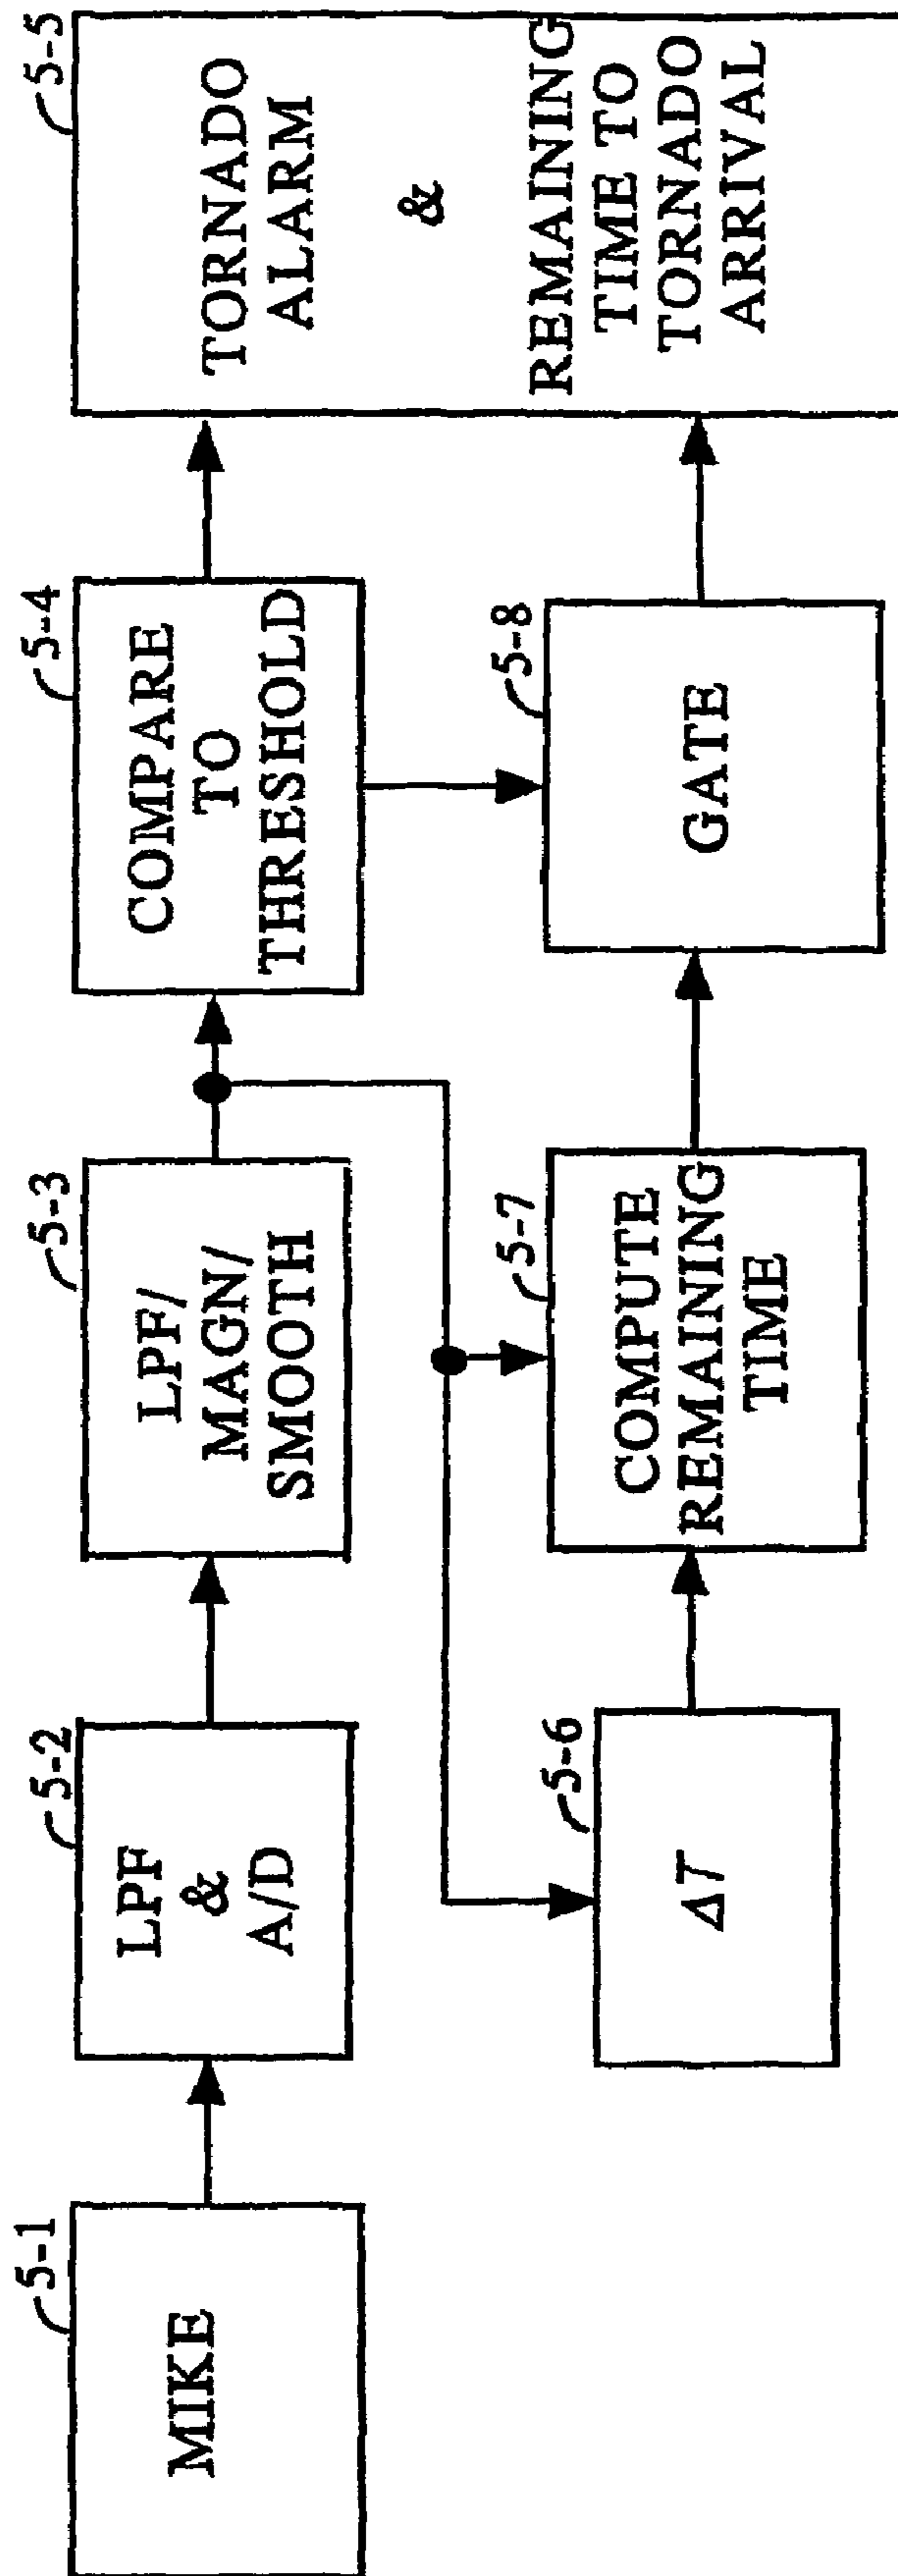 5-1
MIKE
5-2
LPF
&
A/D
5-3
LPF/
MAGN/
SMOOTH
5-4
COMPARE
TO
THRESHOLD
5-5
TORNADO
ALARM
&
REMAINING
TIME TO
TORNADO
ARRIVAL
5-6
ΔT
5-7
COMPUTE
REMAINING
TIME
5-8
GATE